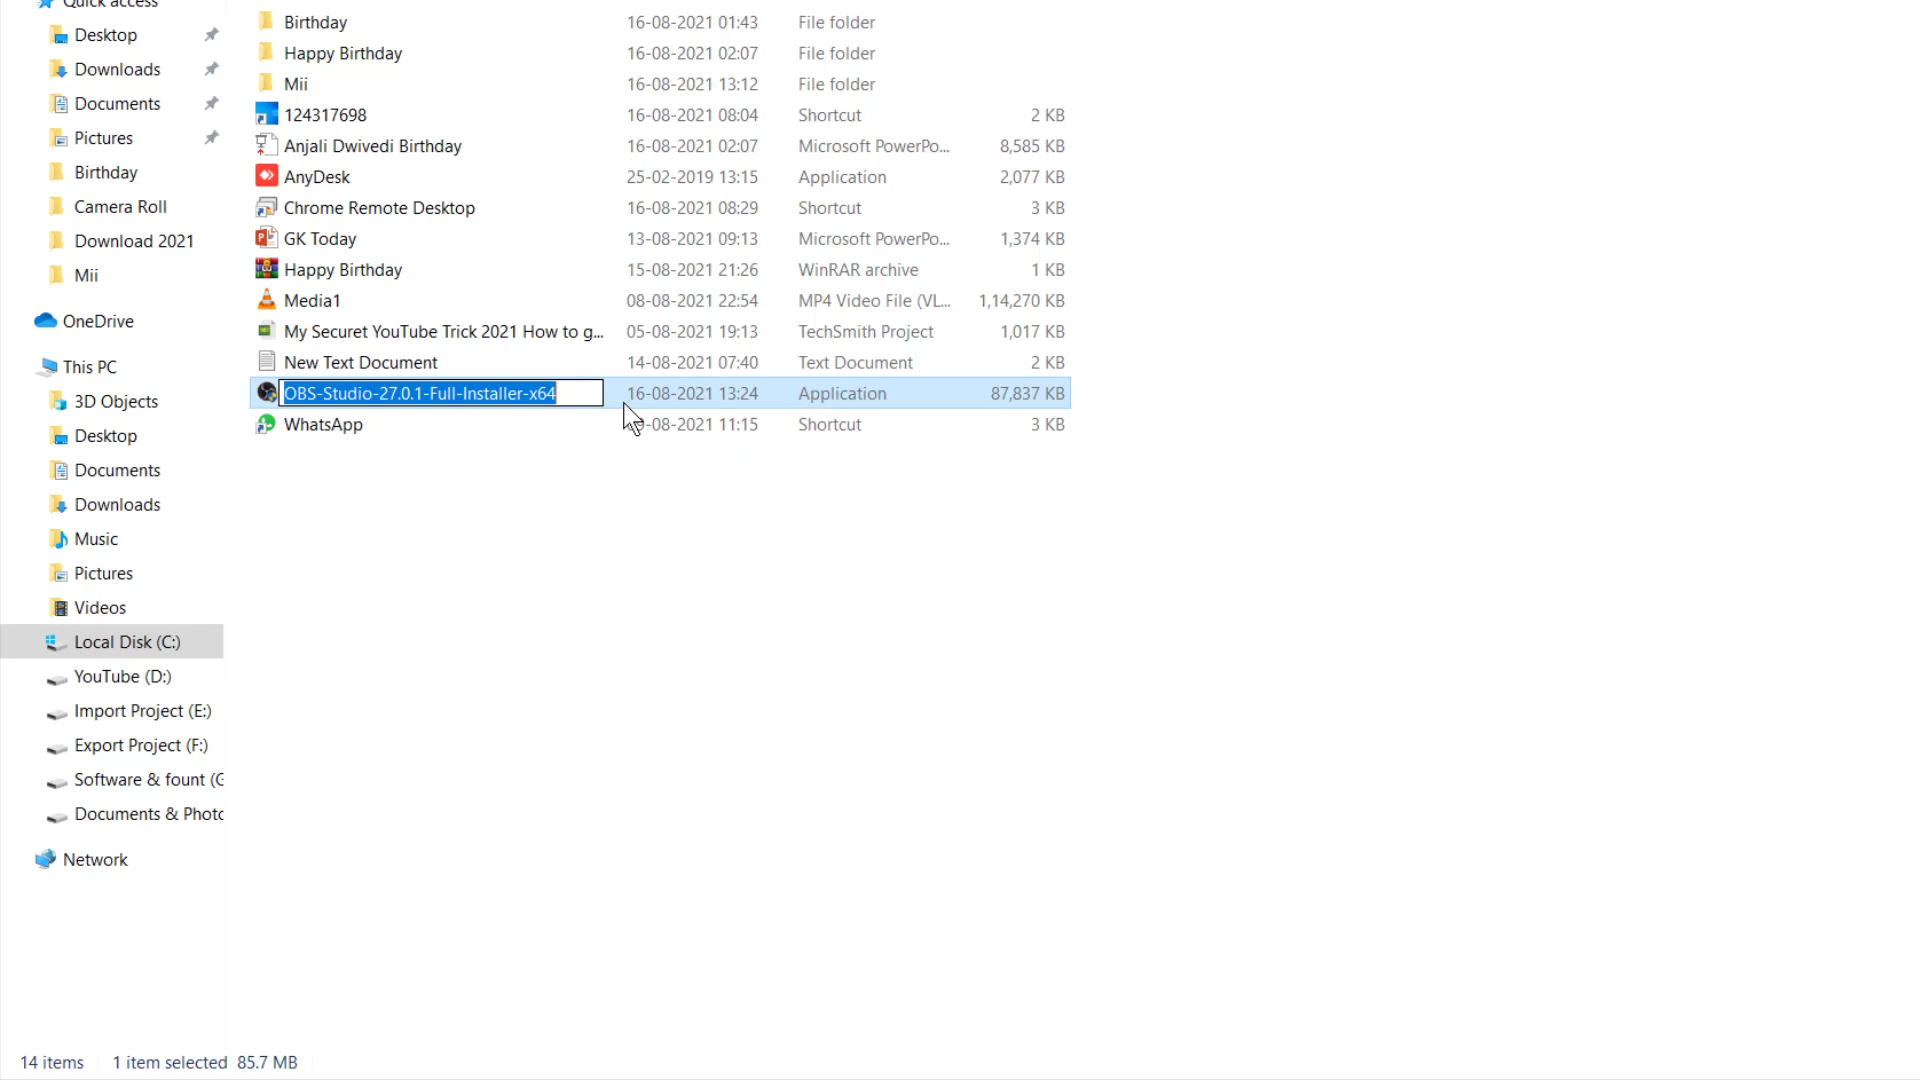 Quick access
Desktop
Downloads
Documents
Pictures
Birthday
Camera Roll
Download 2021
Mii
OneDrive
This PC
3D Objects
Desktop
Documents
Downloads
Music
Pictures
Videos
Local Disk (C:)
YouTube (D:)
Import Project (E:)
Export Project (F:)
Software & fount (G
Documents & Photo
Network
Birthday 16-08-2021 01:43 File folder
Happy Birthday 16-08-2021 02:07 File folder
Mii 16-08-2021 13:12 File folder
124317698 16-08-2021 08:04 Shortcut 2 KB
Anjali Dwivedi Birthday 16-08-2021 02:07 Microsoft PowerPo... 8,585 KB
AnyDesk 25-02-2019 13:15 Application 2,077 KB
Chrome Remote Desktop 16-08-2021 08:29 Shortcut 3 KB
GK Today 13-08-2021 09:13 Microsoft PowerPo... 1,374 KB
Happy Birthday 15-08-2021 21:26 WinRAR archive 1 KB
Media1 08-08-2021 22:54 MP4 Video File (VL... 1,14,270 KB
My Securet YouTube Trick 2021 How to g... 05-08-2021 19:13 TechSmith Project 1,017 KB
New Text Document 14-08-2021 07:40 Text Document 2 KB
OBS-Studio-27.0.1-Full-Installer-x64 16-08-2021 13:24 Application 87,837 KB
WhatsApp -08-2021 11:15 Shortcut 3 KB
14 items 1 item selected 85.7 MB